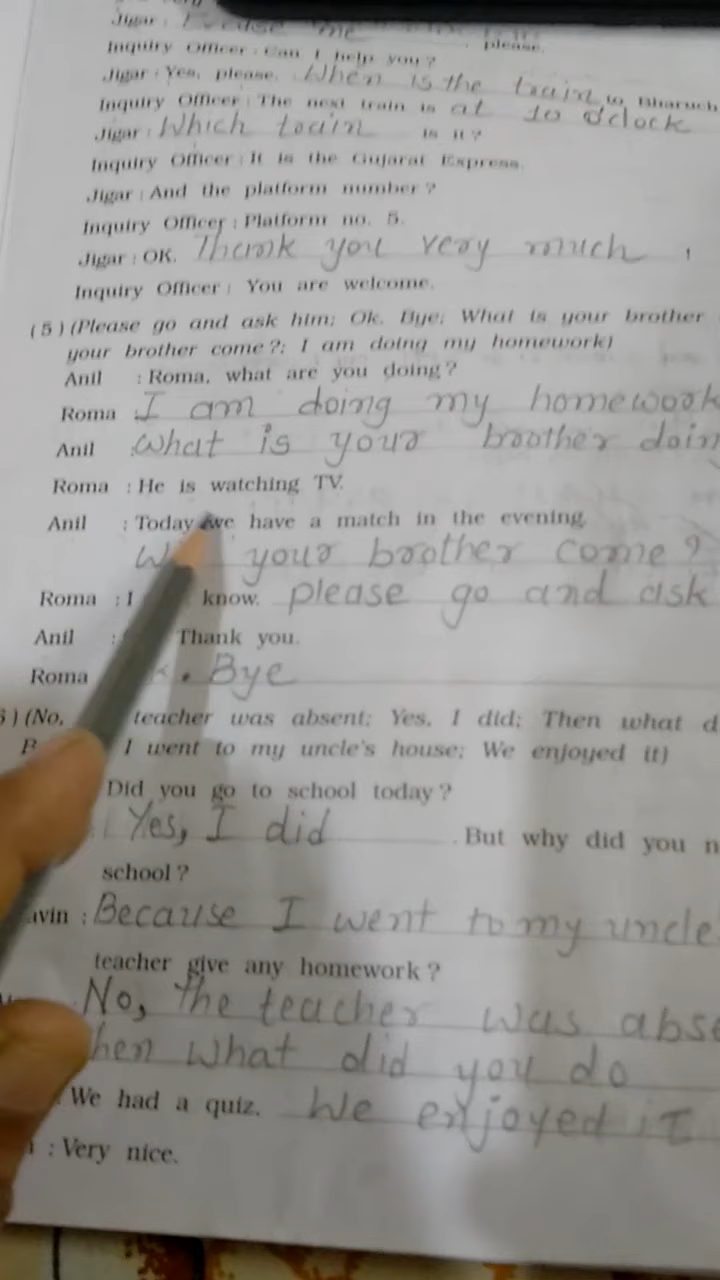 Jigar : Excuse me please.
Inquiry Officer : Can I help you?
Jigar : Yes, please. When is the train to Bharuch
Inquiry Officer : The next train is at 10 o'clock
Jigar : Which train is it?
Inquiry Officer : It is the Gujarat Express.
Jigar : And the platform number?
Inquiry Officer : Platform no. 5.
Jigar : OK. Thank you very much !
Inquiry Officer : You are welcome.
(5) (Please go and ask him; Ok. Bye; What is your brother
your brother come?; I am doing my homework)
Anil : Roma, what are you doing?
Roma : I am doing my homework
Anil : What is your brother doin
Roma : He is watching TV.
Anil : Today we have a match in the evening.
your brother come ?
Roma : I know. please go and ask
Anil : Thank you.
Roma . Bye
) (No, teacher was absent; Yes, I did; Then what d
I went to my uncle's house; We enjoyed it)
Did you go to school today?
Yes, I did . But why did you n
school?
avin : Because I went to my uncle
teacher give any homework?
No, the teacher was abse
hen what did you do
We had a quiz. We enjoyed it
: Very nice.